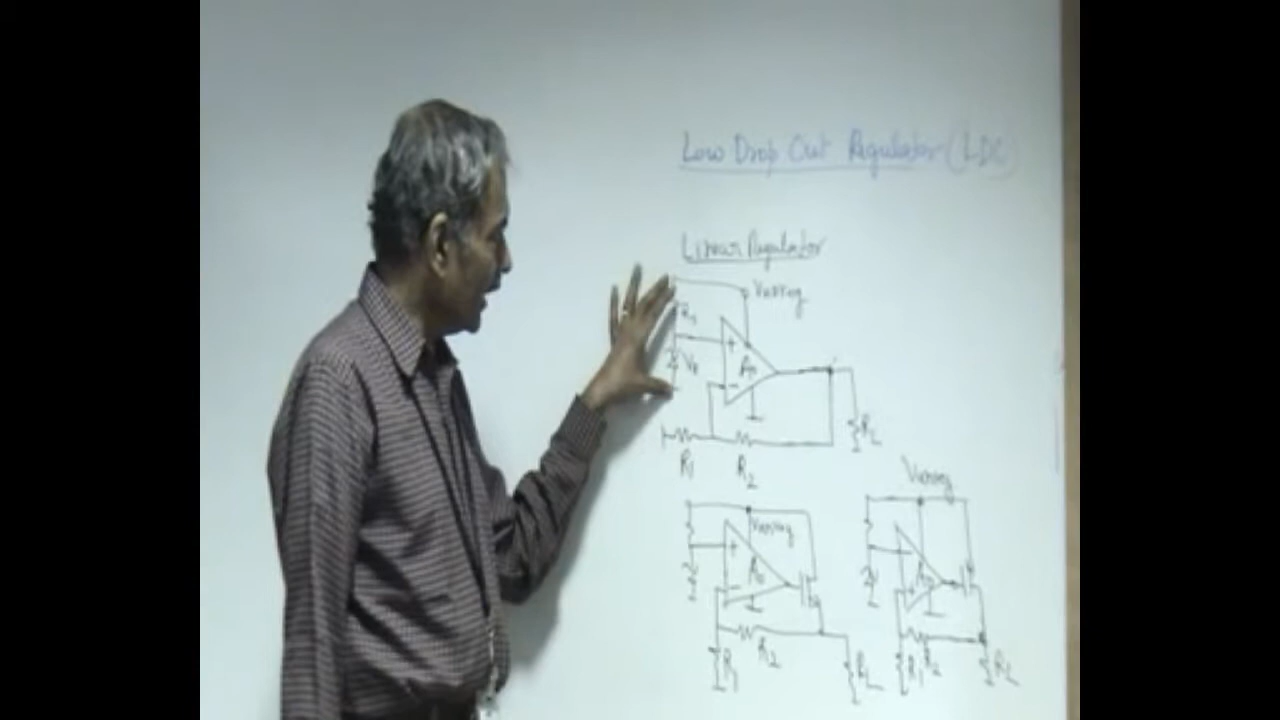 Low Drop Out Regulator (LDO)
Linear Regulator
Vunreg
Rs
+
VR
A0
-
RL
R1
R2
Vunreg
Vunreg
+
A0
-
R2
R1
RL
-
A0
+
R1
R2
RL